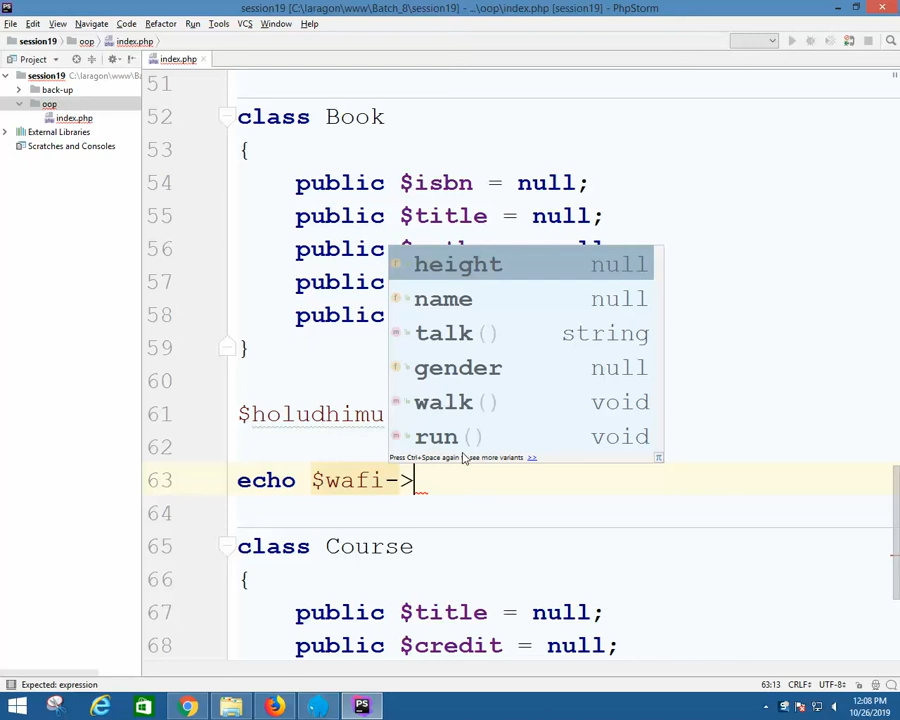 session19 [C:\laragon\www\Batch_8\session19] - ..\oop\index.php [session19] - PhpStorm
File Edit View Navigate Code Refactor Run Tools VCS Window Help
session19 oop index.php
Project index.php
session19 C:\laragon\www\Ba
back-up
oop
index.php
External Libraries
Scratches and Consoles
51
52 class Book
53 {
54 public $isbn = null;
55 public $title = null;
56 public
57 public
58 public
59 }
60
61 $holudhimu
62
63 echo $wafi->
64
65 class Course
66 {
67 public $title = null;
68 public $credit = null;
height null
name null
talk() string
gender null
walk() void
run() void
Press Ctrl+Space again to see more variants >>
Expected: expression 63:13 CRLF UTF-8
12:08 PM
10/26/2019